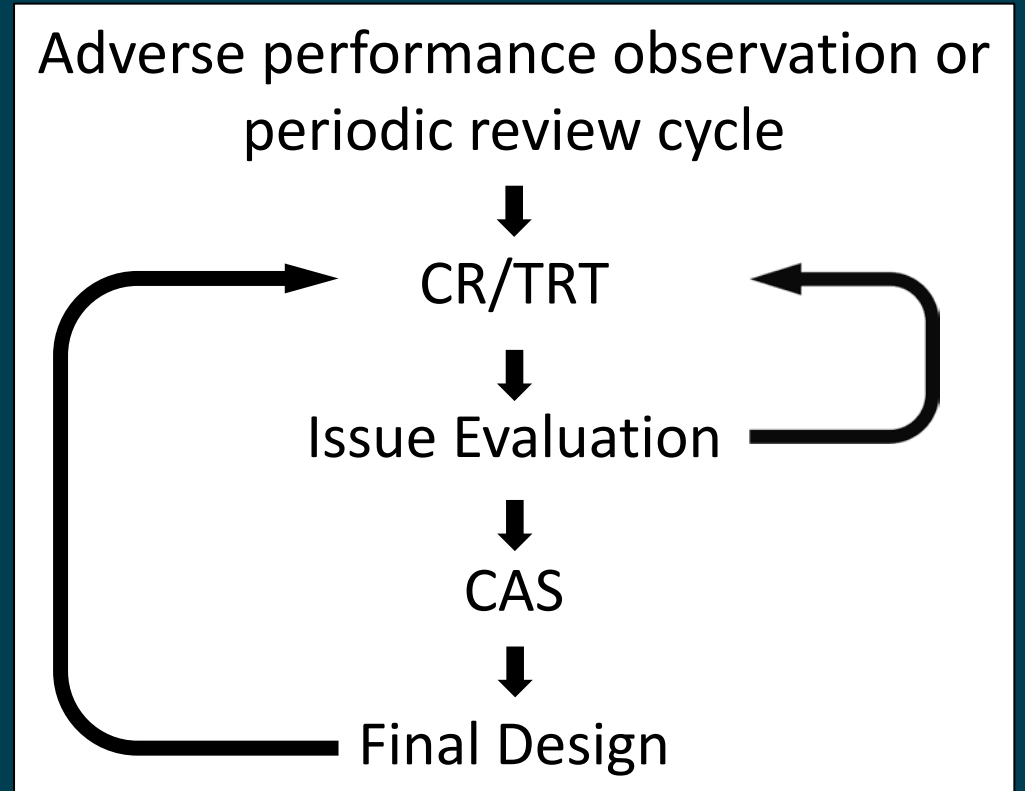 Adverse performance observation or
periodic review cycle
CR/TRT
Issue Evaluation
CAS
Final Design